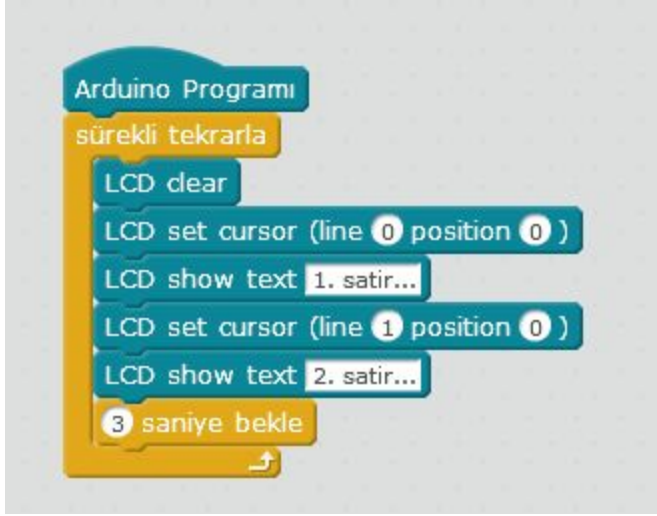 Arduino Programı
sürekli tekrarla
LCD clear
LCD set cursor (line 0 position 0 )
LCD show text 1. satir...
LCD set cursor (line 1 position 0 )
LCD show text 2. satir...
3 saniye bekle